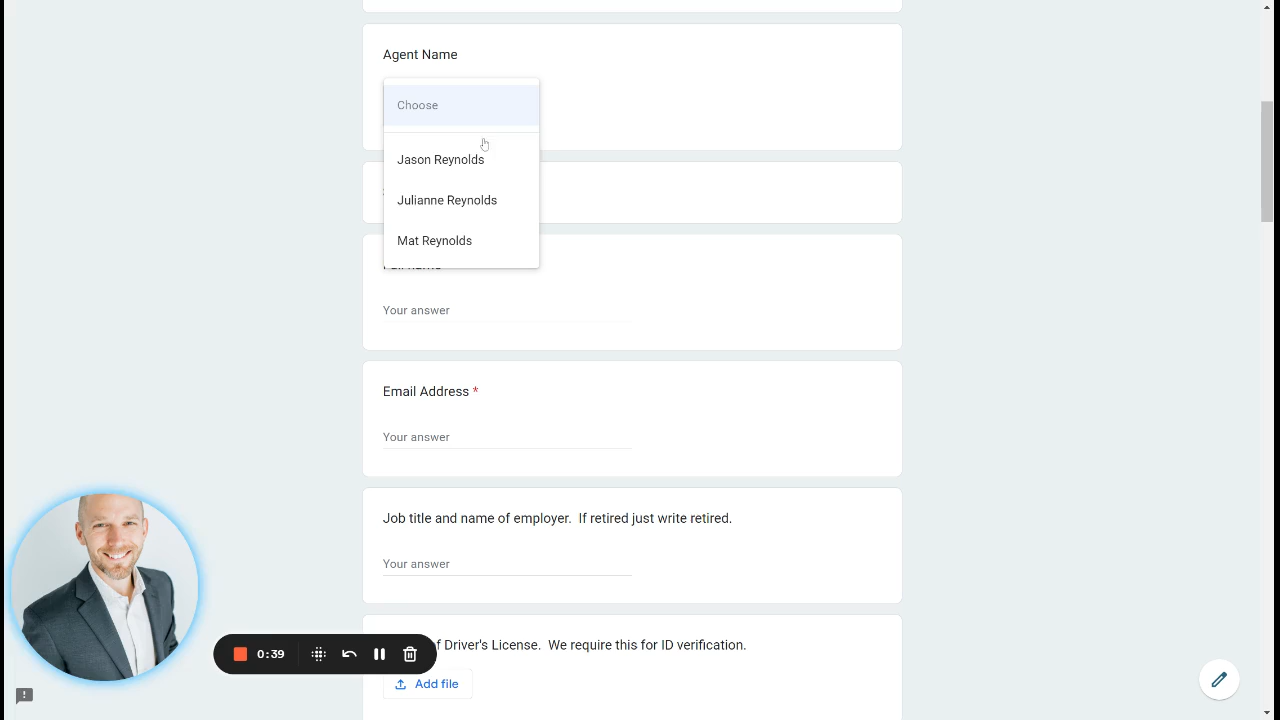 Agent Name
Choose
Jason Reynolds
Julianne Reynolds
Mat Reynolds
Your answer
Email Address *
Your answer
Job title and name of employer.  If retired just write retired.
Your answer
of Driver's License.  We require this for ID verification.
0:39
Add file